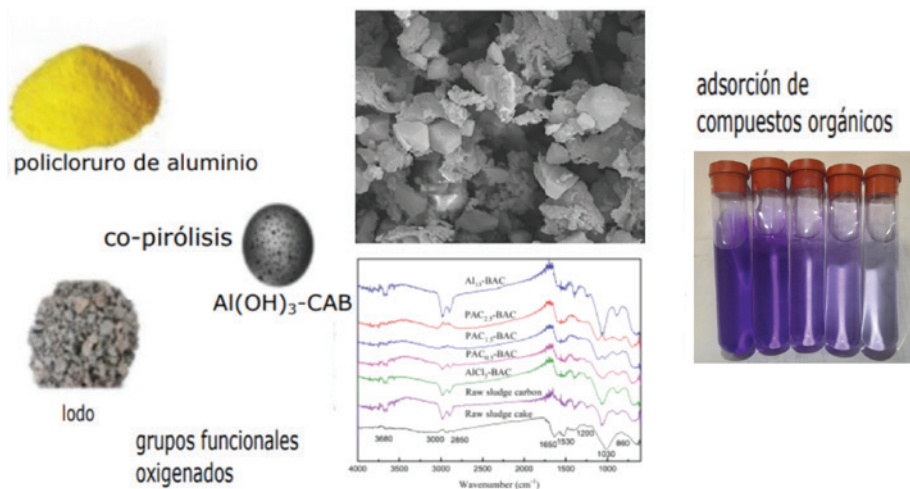 policloruro de aluminio
co-pirólisis
Al(OH)3-CAB
lodo
grupos funcionales
oxigenados
Al13-BAC
PAC2.5-BAC
PAC1.5-BAC
PAC0.5-BAC
AlCl3-BAC
Raw sludge carbon
Raw sludge cake
3680 3000 2850 1650 1530 1200 1030 860
4000 3500 3000 2500 2000 1500 1000
Wavenumber (cm-1)
adsorción de
compuestos orgánicos